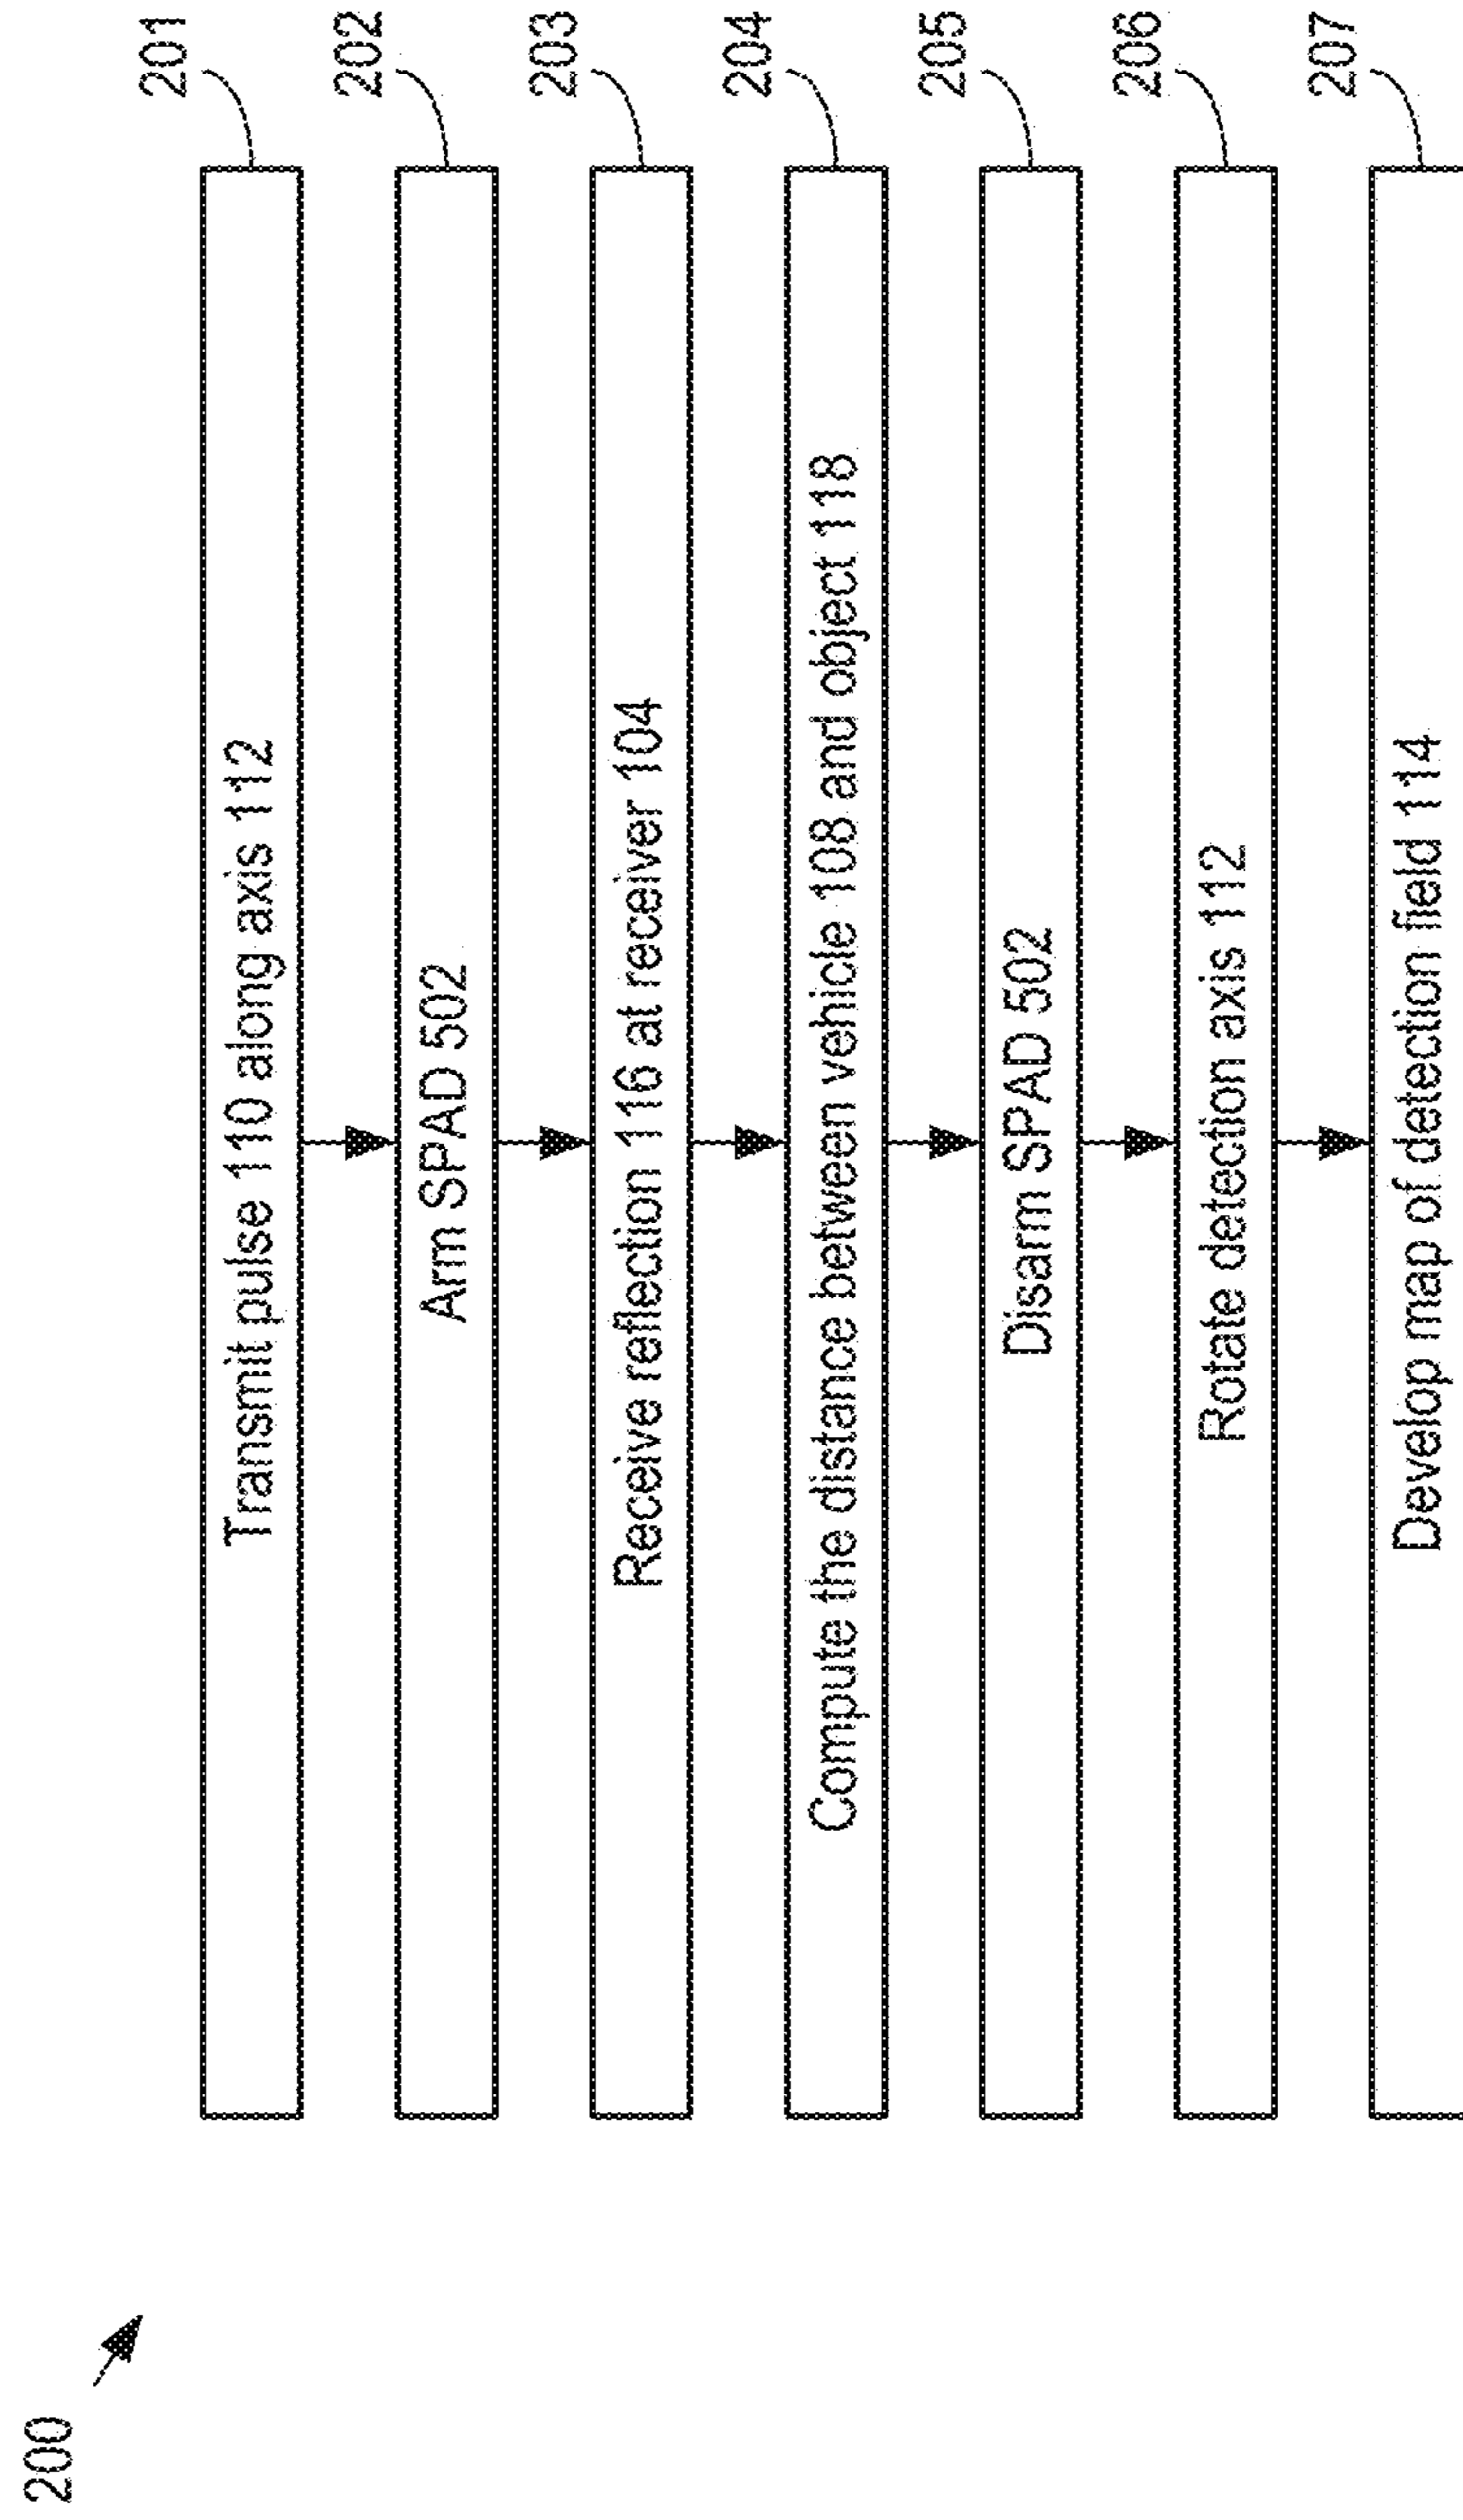 200
201
Transmit pulse 110 along axis 112
202
Arm SPAD 502
203
Receive reflection 116 at receiver 104
204
Compute the distance between vehicle 108 and object 118
205
Disarm SPAD 502
206
Rotate detection axis 112
207
Develop map of detection field 114